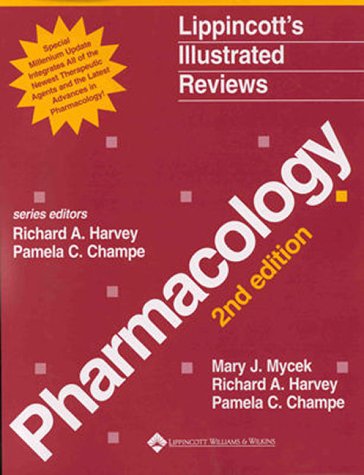 Special
Millenium Update
Integrates All of the
Newest Therapeutic
Agents and the Latest
Advances in
Pharmacology!
Lippincott's
Illustrated
Reviews
series editors
Richard A. Harvey
Pamela C. Champe
Pharmacology
2nd edition
Mary J. Mycek
Richard A. Harvey
Pamela C. Champe
LIPPINCOTT WILLIAMS & WILKINS